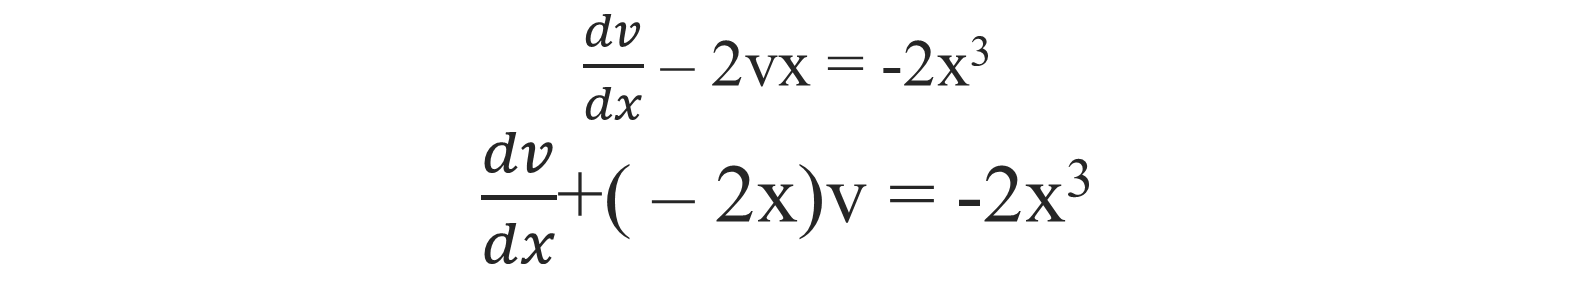 dv/dx – 2vx = -2x³
dv/dx +( – 2x)v = -2x³